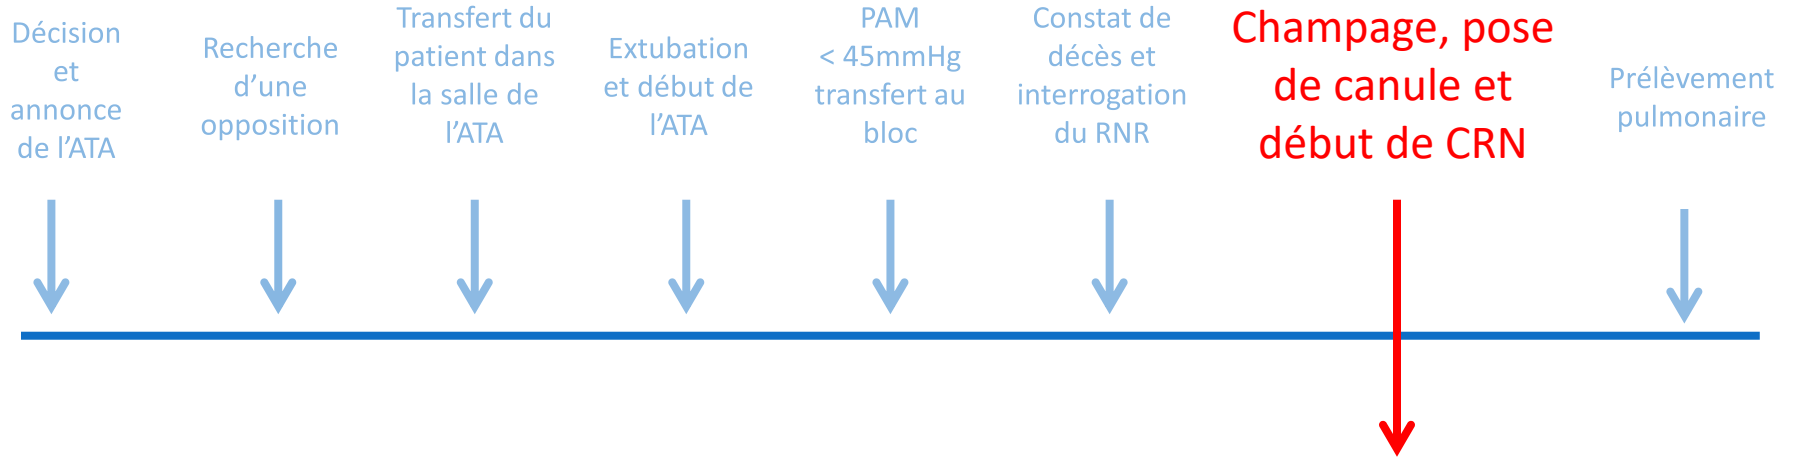 Décision
et
annonce
de l’ATA
Recherche
d’une
opposition
Transfert du
patient dans
la salle de
l’ATA
Extubation
et début de
l’ATA
PAM
< 45mmHg
transfert au
bloc
Constat de
décès et
interrogation
du RNR
Champage, pose
de canule et
début de CRN
Prélèvement
pulmonaire